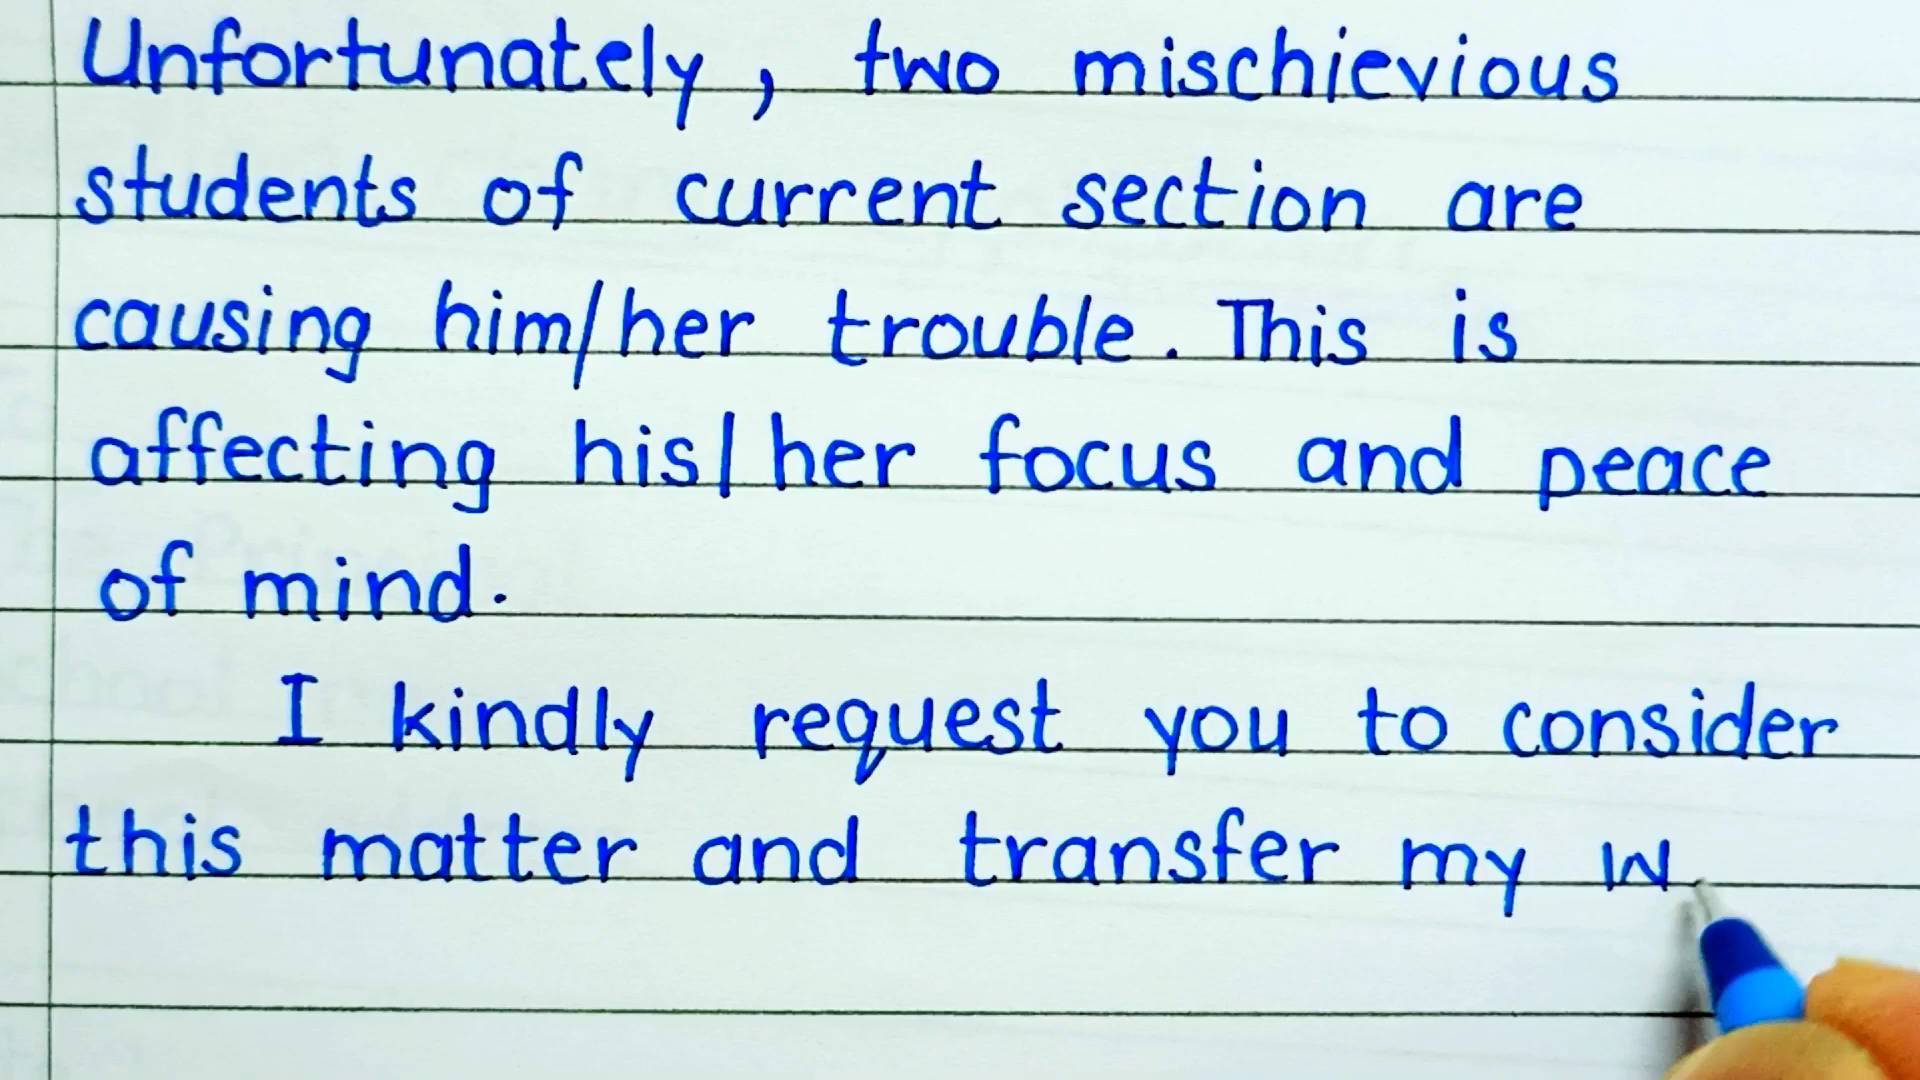 Unfortunately, two mischievious
students of current section are
causing him/her trouble. This is
affecting his/her focus and peace
of mind.
I kindly request you to consider
this matter and transfer my w